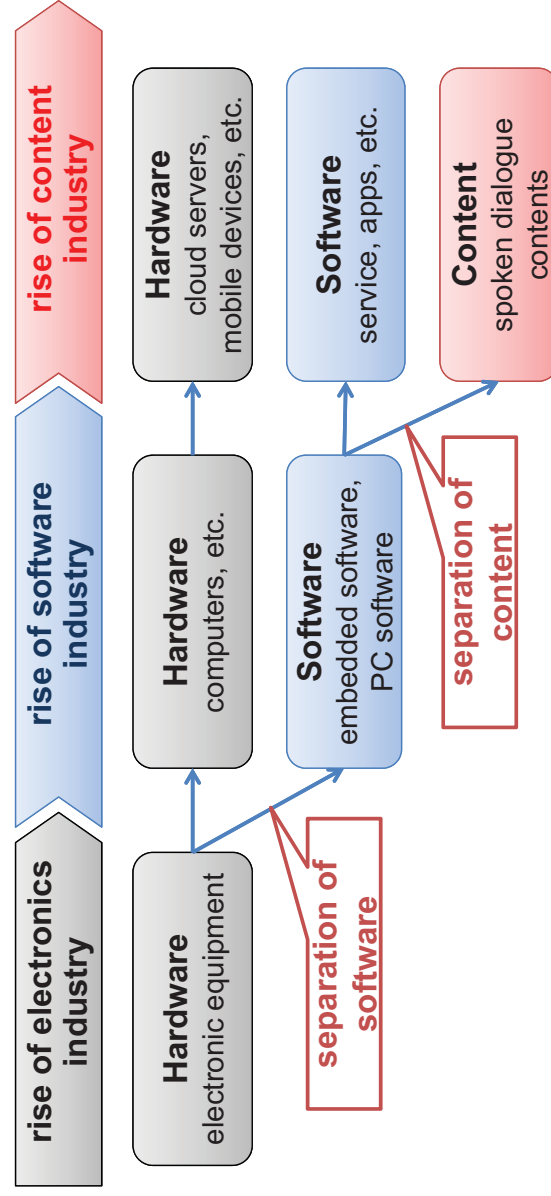 rise of electronics
industry
rise of software
industry
rise of content
industry
Hardware
electronic equipment
Hardware
computers, etc.
Hardware
cloud servers,
mobile devices, etc.
separation of
software
Software
embedded software,
PC software
Software
service, apps, etc.
separation of
content
Content
spoken dialogue
contents